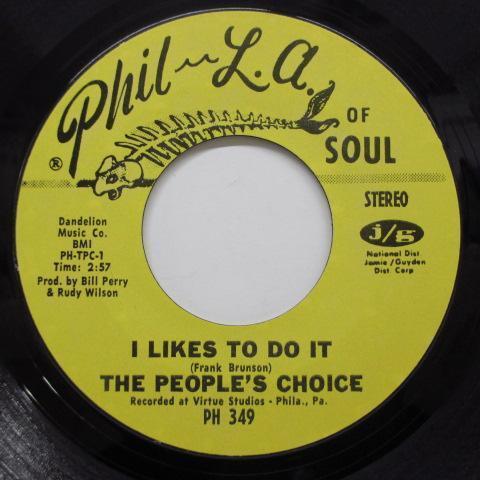 Phil-L.A.
OF
SOUL
®
STEREO
Dandelion
Music Co.
BMI
PH-TPC-1
Time: 2:57
Prod. by Bill Perry
& Rudy Wilson
j/g
National Dist
Jamie/Guyden
Dist Corp
I LIKES TO DO IT
(Frank Brunson)
THE PEOPLE'S CHOICE
Recorded at Virtue Studios - Phila., Pa.
PH 349